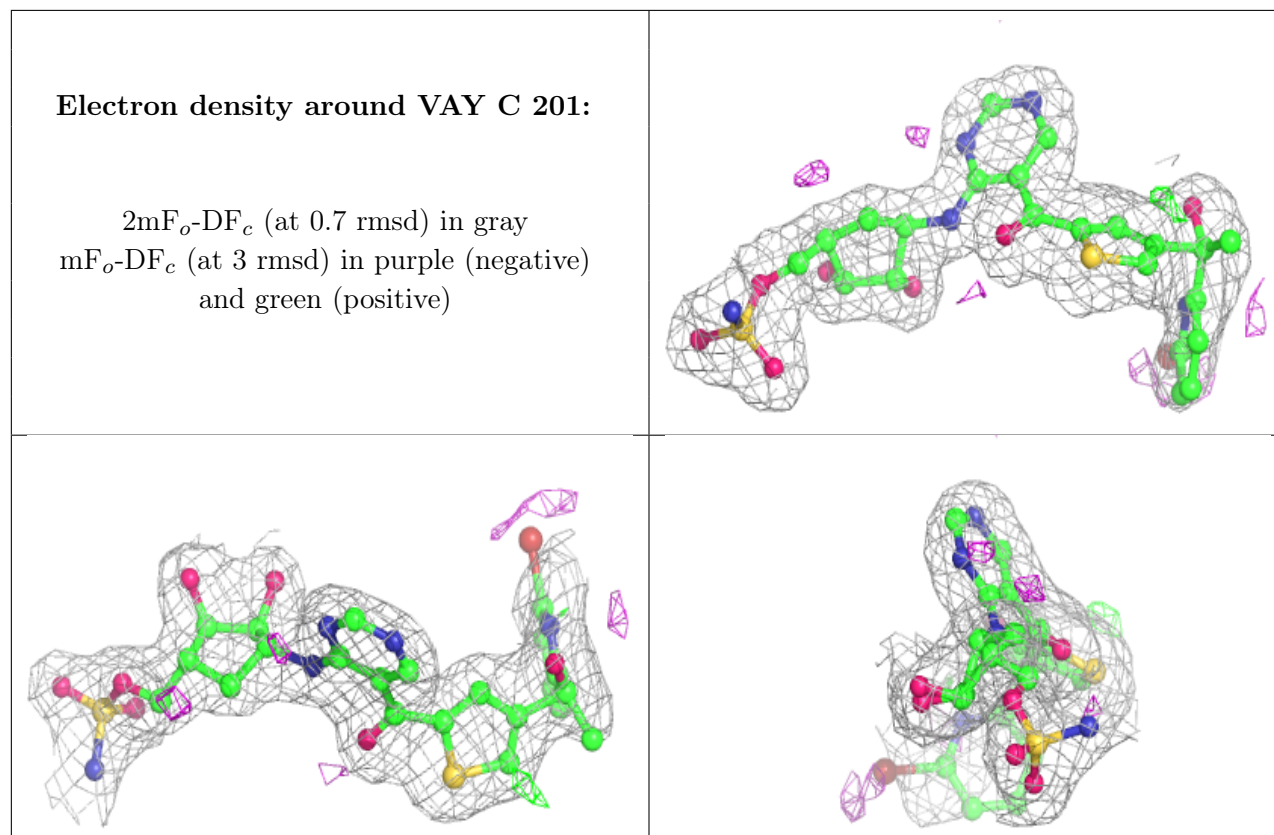 Electron density around VAY C 201:
2mFo-DFc (at 0.7 rmsd) in gray
mFo-DFc (at 3 rmsd) in purple (negative)
and green (positive)